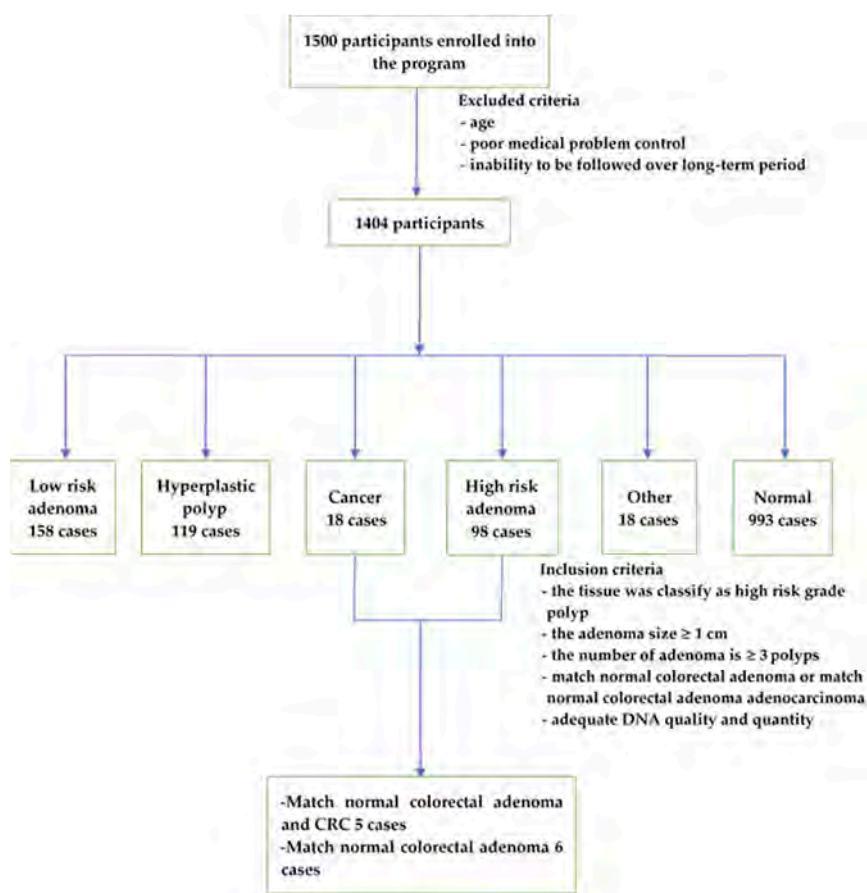 1500 participants enrolled into
the program
Excluded criteria
- age
- poor medical problem control
- inability to be followed over long-term period
1404 participants
Low risk
adenoma
158 cases
Hyperplastic
polyp
119 cases
Cancer
18 cases
High risk
adenoma
98 cases
Other
18 cases
Normal
993 cases
Inclusion criteria
- the tissue was classify as high risk grade
polyp
- the adenoma size ≥ 1 cm
- the number of adenoma is ≥ 3 polyps
- match normal colorectal adenoma or match
normal colorectal adenoma adenocarcinoma
- adequate DNA quality and quantity
-Match normal colorectal adenoma
and CRC 5 cases
-Match normal colorectal adenoma 6
cases